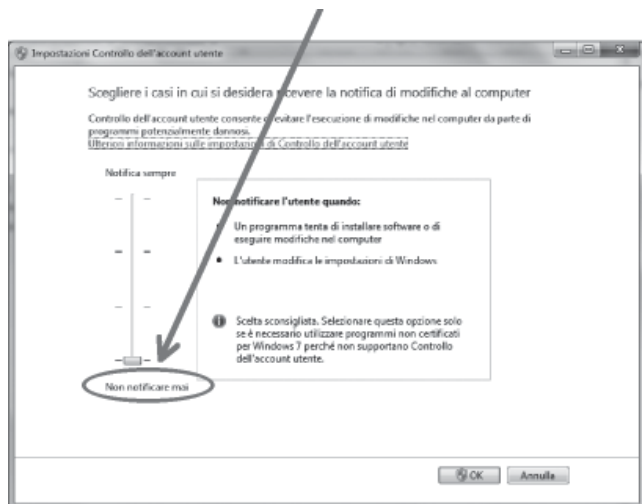 Impostazioni Controllo dell'account utente
Scegliere i casi in cui si desidera ricevere la notifica di modifiche al computer
Controllo dell'account utente consente di evitare l'esecuzione di modifiche nel computer da parte di
programmi potenzialmente dannosi.
Ulteriori informazioni sulle impostazioni di Controllo dell'account utente
Notifica sempre
Non notificare l'utente quando:
• Un programma tenta di installare software o di
eseguire modifiche nel computer
• L'utente modifica le impostazioni di Windows
Scelta sconsigliata. Selezionare questa opzione solo
se è necessario utilizzare programmi non certificati
per Windows 7 perché non supportano Controllo
dell'account utente.
Non notificare mai
OK Annulla